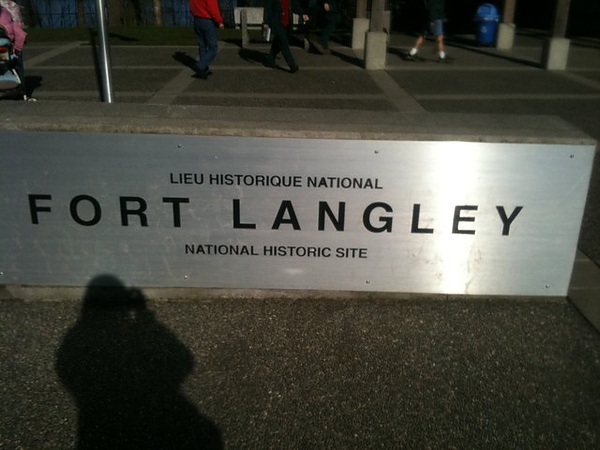 LIEU HISTORIQUE NATIONAL
FORT LANGLEY
NATIONAL HISTORIC SITE